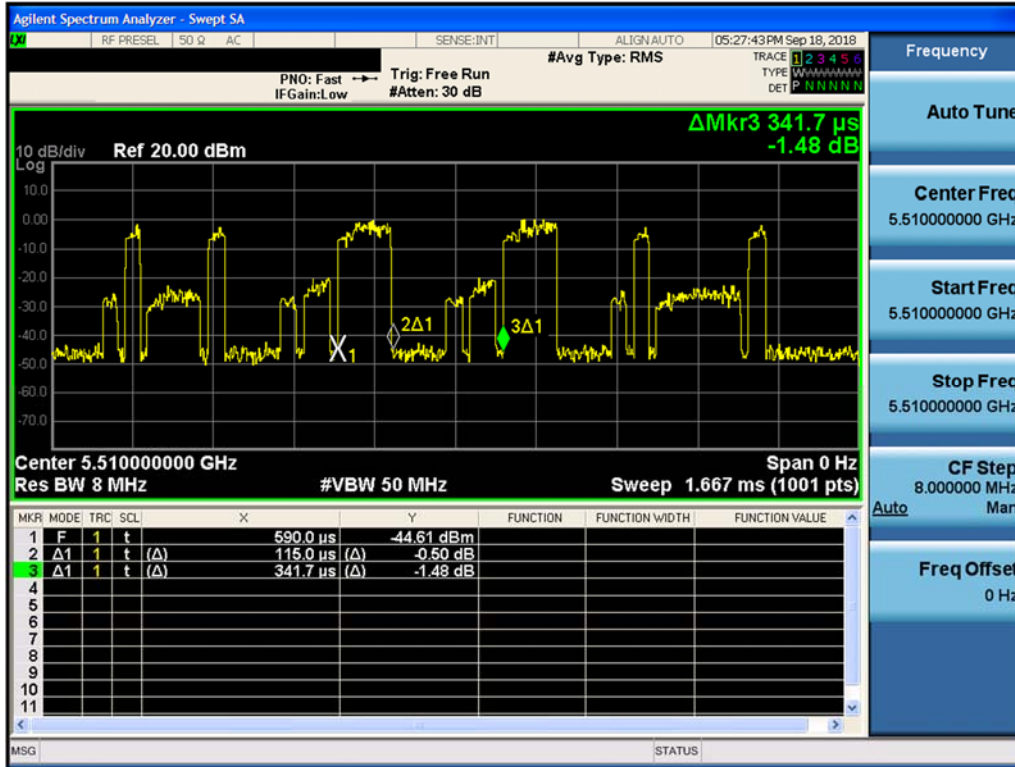 Agilent Spectrum Analyzer - Swept SA
LXI RF PRESEL 50 Ω AC SENSE:INT ALIGN AUTO 05:27:43 PM Sep 18, 2018
#Avg Type: RMS TRACE 1 2 3 4 5 6
PNO: Fast Trig: Free Run TYPE W
IFGain:Low #Atten: 30 dB DET P N N N N N
ΔMkr3 341.7 µs
-1.48 dB
10 dB/div Ref 20.00 dBm
Log
10.0
0.00
-10.0
-20.0
-30.0
-40.0
-50.0
-60.0
-70.0
X1
2Δ1
3Δ1
Center 5.510000000 GHz Span 0 Hz
Res BW 8 MHz #VBW 50 MHz Sweep 1.667 ms (1001 pts)
MKR MODE TRC SCL X Y FUNCTION FUNCTION WIDTH FUNCTION VALUE
1 F 1 t 590.0 µs -44.61 dBm
2 Δ1 1 t (Δ) 115.0 µs (Δ) -0.50 dB
3 Δ1 1 t (Δ) 341.7 µs (Δ) -1.48 dB
4
5
6
7
8
9
10
11
MSG STATUS
Frequency
Auto Tune
Center Freq
5.510000000 GHz
Start Freq
5.510000000 GHz
Stop Freq
5.510000000 GHz
CF Step
8.000000 MHz
Auto Man
Freq Offset
0 Hz